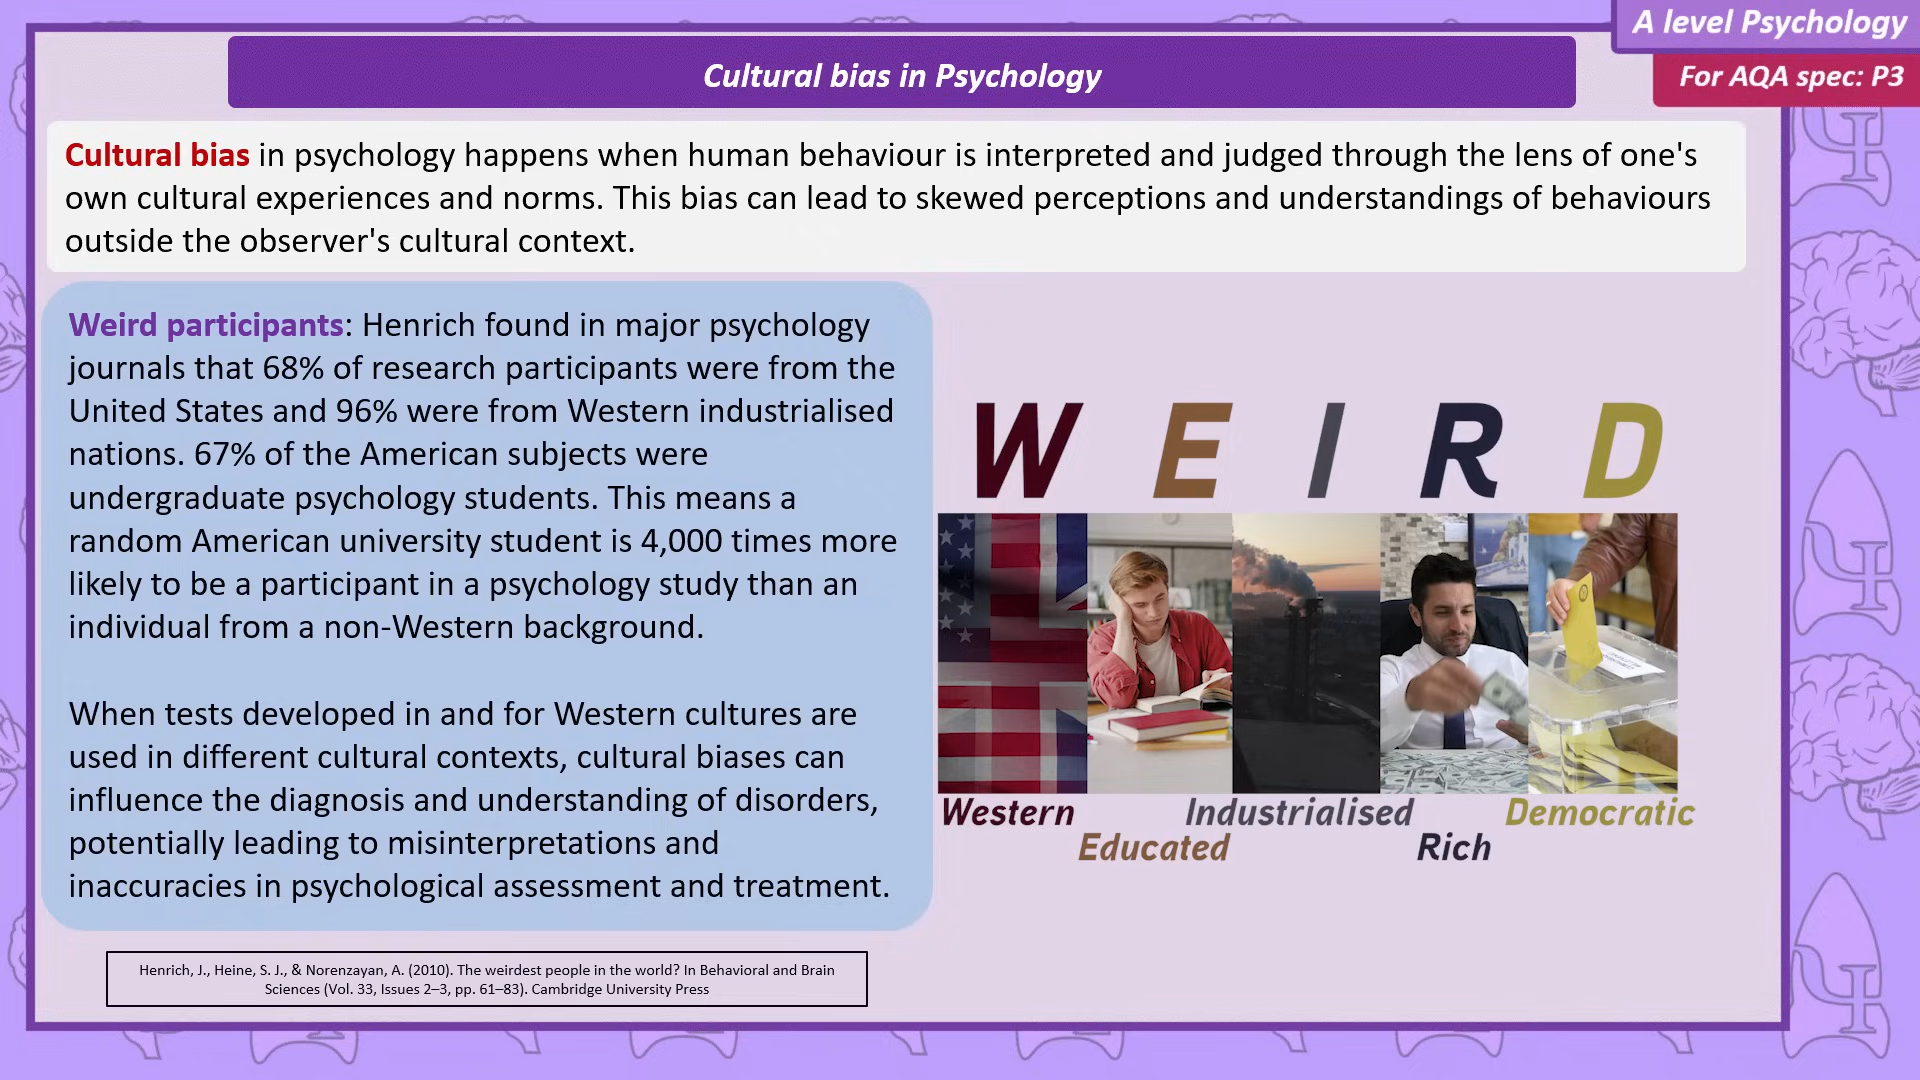 A level Psychology
For AQA spec: P3
Cultural bias in Psychology
Cultural bias in psychology happens when human behaviour is interpreted and judged through the lens of one's
own cultural experiences and norms. This bias can lead to skewed perceptions and understandings of behaviours
outside the observer's cultural context.
Weird participants: Henrich found in major psychology
journals that 68% of research participants were from the
United States and 96% were from Western industrialised
nations. 67% of the American subjects were
undergraduate psychology students. This means a
random American university student is 4,000 times more
likely to be a participant in a psychology study than an
individual from a non-Western background.
When tests developed in and for Western cultures are
used in different cultural contexts, cultural biases can
influence the diagnosis and understanding of disorders,
potentially leading to misinterpretations and
inaccuracies in psychological assessment and treatment.
W E I R D
Western Industrialised Democratic
Educated Rich
Henrich, J., Heine, S. J., & Norenzayan, A. (2010). The weirdest people in the world? In Behavioral and Brain
Sciences (Vol. 33, Issues 2–3, pp. 61–83). Cambridge University Press